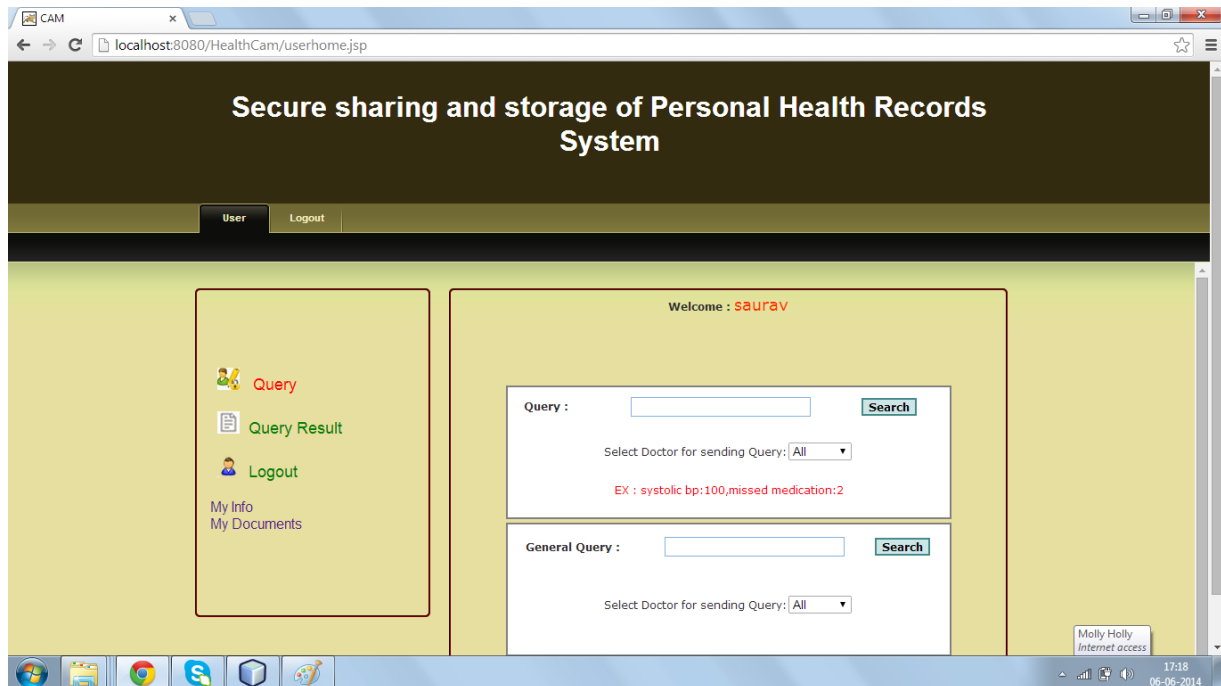 CAM
localhost:8080/HealthCam/userhome.jsp
Secure sharing and storage of Personal Health Records
System
User
Logout
Welcome : saurav
Query
Query Result
Logout
My Info
My Documents
Query :
Search
Select Doctor for sending Query: All
EX : systolic bp:100,missed medication:2
General Query :
Search
Select Doctor for sending Query: All
Molly Holly
Internet access
17:18
06-06-2014